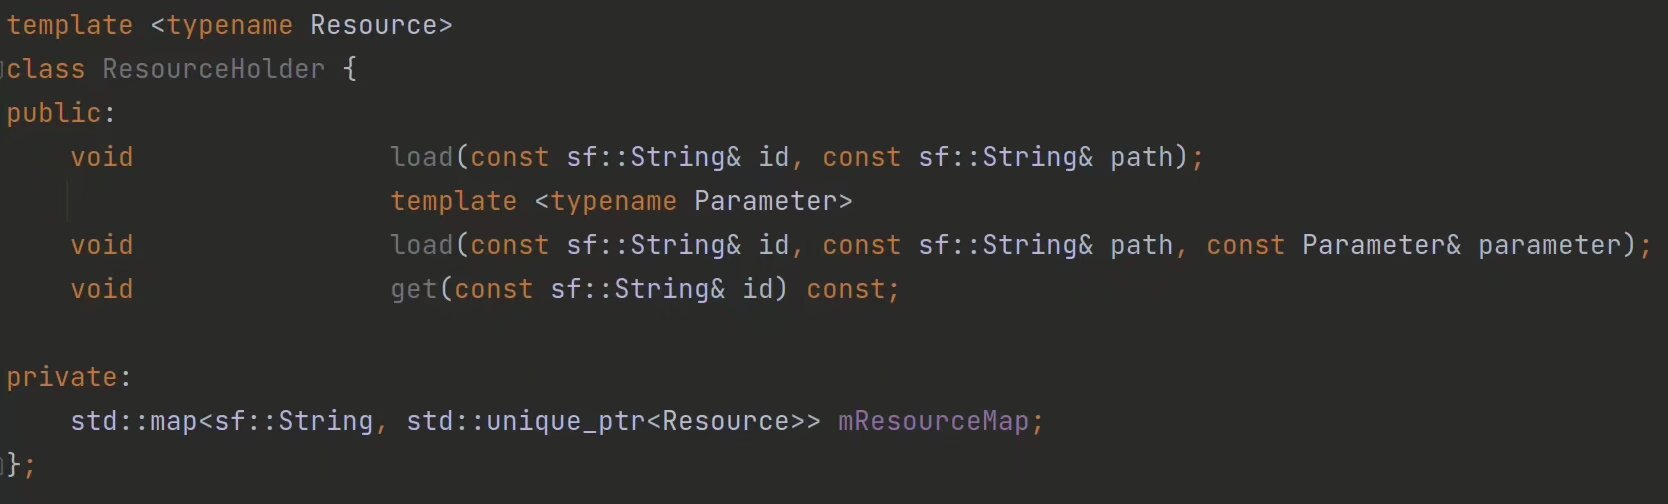 template <typename Resource>
class ResourceHolder {
public:
    void                load(const sf::String& id, const sf::String& path);
                        template <typename Parameter>
    void                load(const sf::String& id, const sf::String& path, const Parameter& parameter);
    void                get(const sf::String& id) const;

private:
    std::map<sf::String, std::unique_ptr<Resource>> mResourceMap;
};